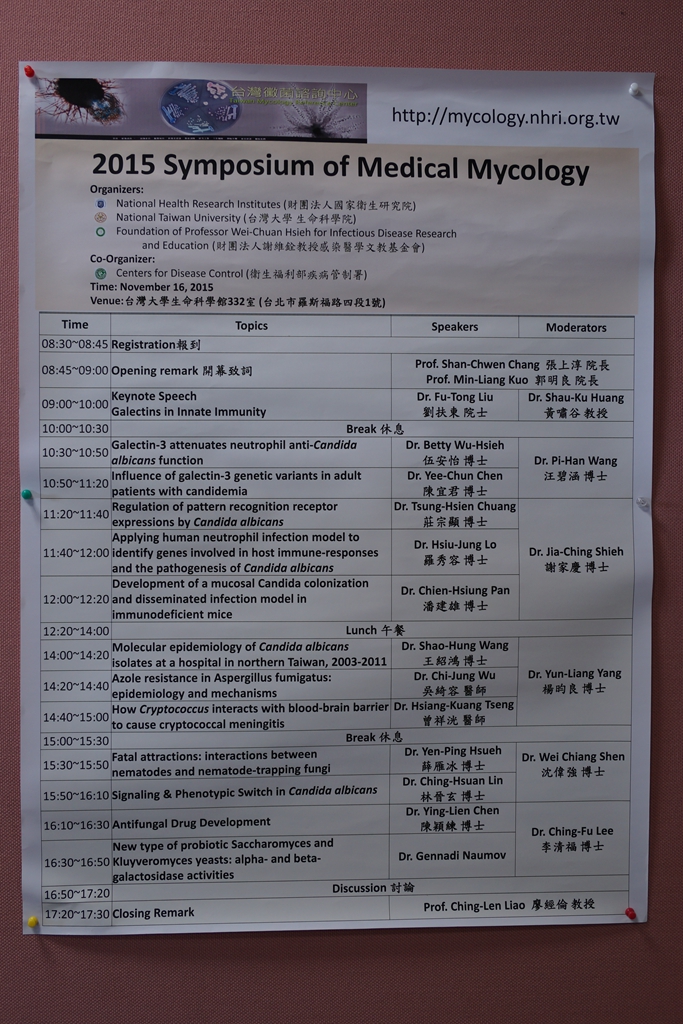 台灣黴菌諮詢中心
http://mycology.nhri.org.tw
2015 Symposium of Medical Mycology
Organizers:
National Health Research Institutes (財團法人國家衛生研究院)
National Taiwan University (台灣大學 生命科學院)
Foundation of Professor Wei-Chuan Hsieh for Infectious Disease Research
and Education (財團法人謝維銓教授感染醫學文教基金會)
Co-Organizer:
Centers for Disease Control (衛生福利部疾病管制署)
Time: November 16, 2015
Venue:台灣大學生命科學館332室 (台北市羅斯福路四段1號)
Time Topics Speakers Moderators
08:30~08:45 Registration報到
08:45~09:00 Opening remark 開幕致詞
Prof. Shan-Chwen Chang 張上淳 院長
Prof. Min-Liang Kuo 郭明良 院長
09:00~10:00
Keynote Speech
Galectins in Innate Immunity
Dr. Fu-Tong Liu
劉扶東 院士
Dr. Shau-Ku Huang
黃嘯谷 教授
10:00~10:30 Break 休息
10:30~10:50
Galectin-3 attenuates neutrophil anti-Candida
albicans function
Dr. Betty Wu-Hsieh
伍安怡 博士
Dr. Pi-Han Wang
汪碧涵 博士
10:50~11:20
Influence of galectin-3 genetic variants in adult
patients with candidemia
Dr. Yee-Chun Chen
陳宜君 博士
11:20~11:40
Regulation of pattern recognition receptor
expressions by Candida albicans
Dr. Tsung-Hsien Chuang
莊宗顯 博士
Dr. Jia-Ching Shieh
謝家慶 博士
11:40~12:00
Applying human neutrophil infection model to
identify genes involved in host immune-responses
and the pathogenesis of Candida albicans
Dr. Hsiu-Jung Lo
羅秀容 博士
12:00~12:20
Development of a mucosal Candida colonization
and disseminated infection model in
immunodeficient mice
Dr. Chien-Hsiung Pan
潘建雄 博士
12:20~14:00 Lunch 午餐
14:00~14:20
Molecular epidemiology of Candida albicans
isolates at a hospital in northern Taiwan, 2003-2011
Dr. Shao-Hung Wang
王紹鴻 博士
Dr. Yun-Liang Yang
楊昀良 博士
14:20~14:40
Azole resistance in Aspergillus fumigatus:
epidemiology and mechanisms
Dr. Chi-Jung Wu
吳綺容 醫師
14:40~15:00
How Cryptococcus interacts with blood-brain barrier
to cause cryptococcal meningitis
Dr. Hsiang-Kuang Tseng
曾祥洸 醫師
15:00~15:30 Break 休息
15:30~15:50
Fatal attractions: interactions between
nematodes and nematode-trapping fungi
Dr. Yen-Ping Hsueh
薛雁冰 博士
Dr. Wei Chiang Shen
沈偉強 博士
15:50~16:10 Signaling & Phenotypic Switch in Candida albicans
Dr. Ching-Hsuan Lin
林晉玄 博士
16:10~16:30 Antifungal Drug Development
Dr. Ying-Lien Chen
陳穎練 博士
Dr. Ching-Fu Lee
李清福 博士
16:30~16:50
New type of probiotic Saccharomyces and
Kluyveromyces yeasts: alpha- and beta-
galactosidase activities
Dr. Gennadi Naumov
16:50~17:20 Discussion 討論
17:20~17:30 Closing Remark Prof. Ching-Len Liao 廖經倫 教授